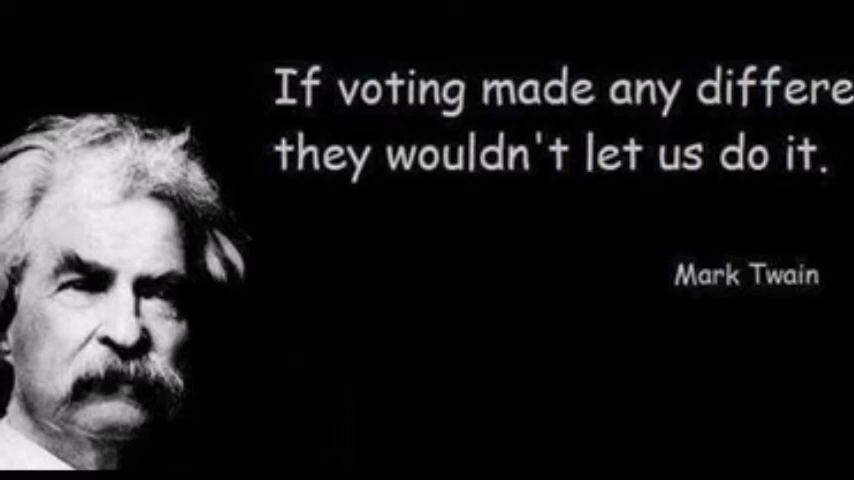 If voting made any differe
they wouldn't let us do it.
Mark Twain